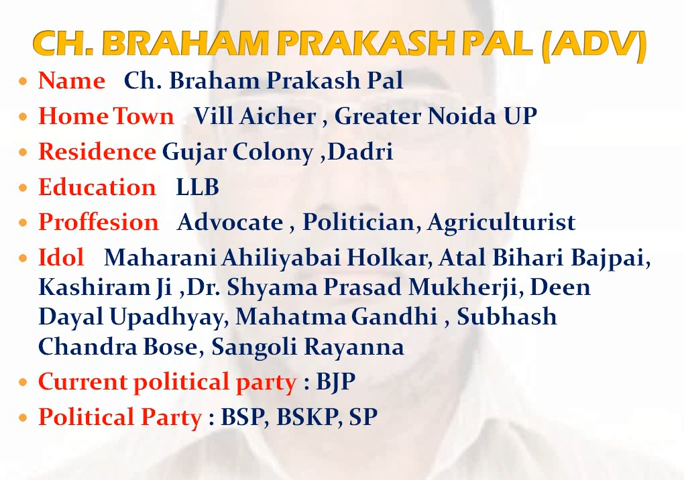 CH. BRAHAM PRAKASH PAL (ADV)
• Name Ch. Braham Prakash Pal
• Home Town Vill Aicher , Greater Noida UP
• Residence Gujar Colony ,Dadri
• Education LLB
• Proffesion Advocate , Politician, Agriculturist
• Idol Maharani Ahiliyabai Holkar, Atal Bihari Bajpai,
Kashiram Ji ,Dr. Shyama Prasad Mukherji, Deen
Dayal Upadhyay, Mahatma Gandhi , Subhash
Chandra Bose, Sangoli Rayanna
• Current political party : BJP
• Political Party : BSP, BSKP, SP